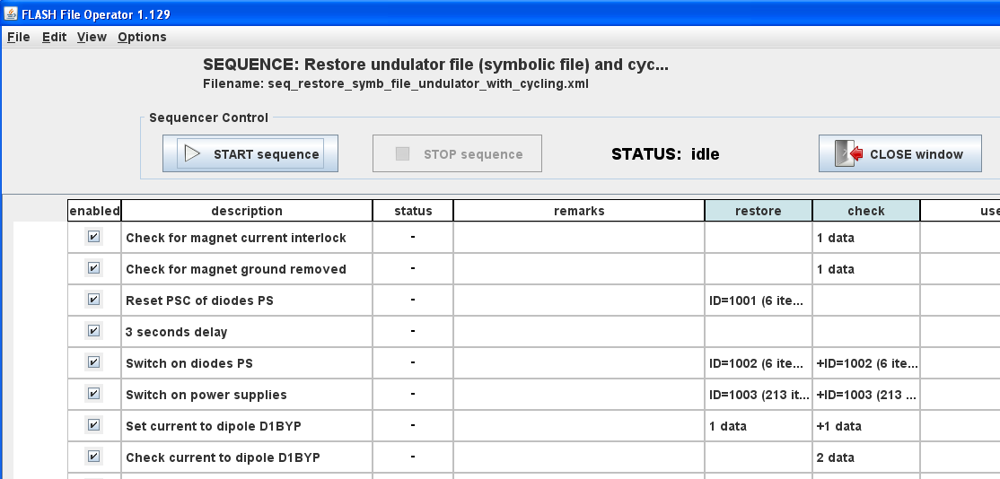 FLASH File Operator 1.129
File Edit View Options
SEQUENCE: Restore undulator file (symbolic file) and cyc...
Filename: seq_restore_symb_file_undulator_with_cycling.xml
Sequencer Control
START sequence STOP sequence STATUS: idle CLOSE window
enabled description status remarks restore check use
Check for magnet current interlock - 1 data
Check for magnet ground removed - 1 data
Reset PSC of diodes PS - ID=1001 (6 ite...
3 seconds delay -
Switch on diodes PS - ID=1002 (6 ite... +ID=1002 (6 ite...
Switch on power supplies - ID=1003 (213 it... +ID=1003 (213 ...
Set current to dipole D1BYP - 1 data +1 data
Check current to dipole D1BYP - 2 data